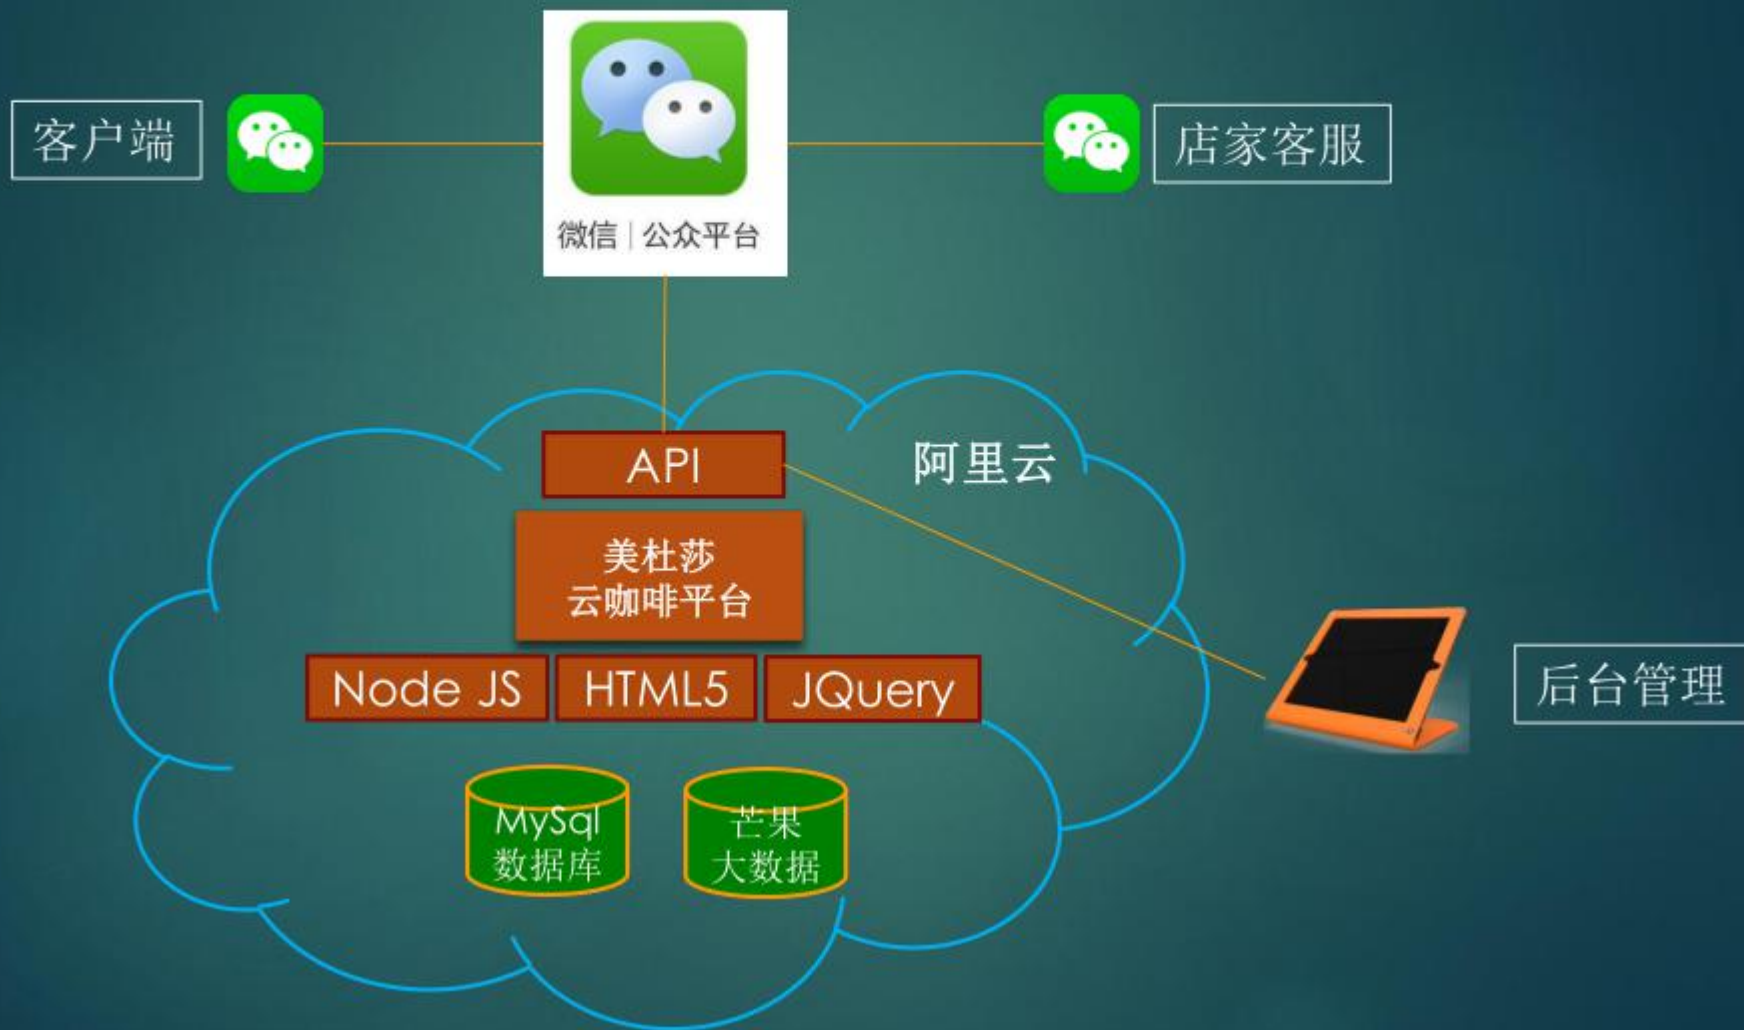 客户端
微信|公众平台
店家客服
API
阿里云
美杜莎
云咖啡平台
Node JS
HTML5
JQuery
后台管理
MySql
数据库
芒果
大数据